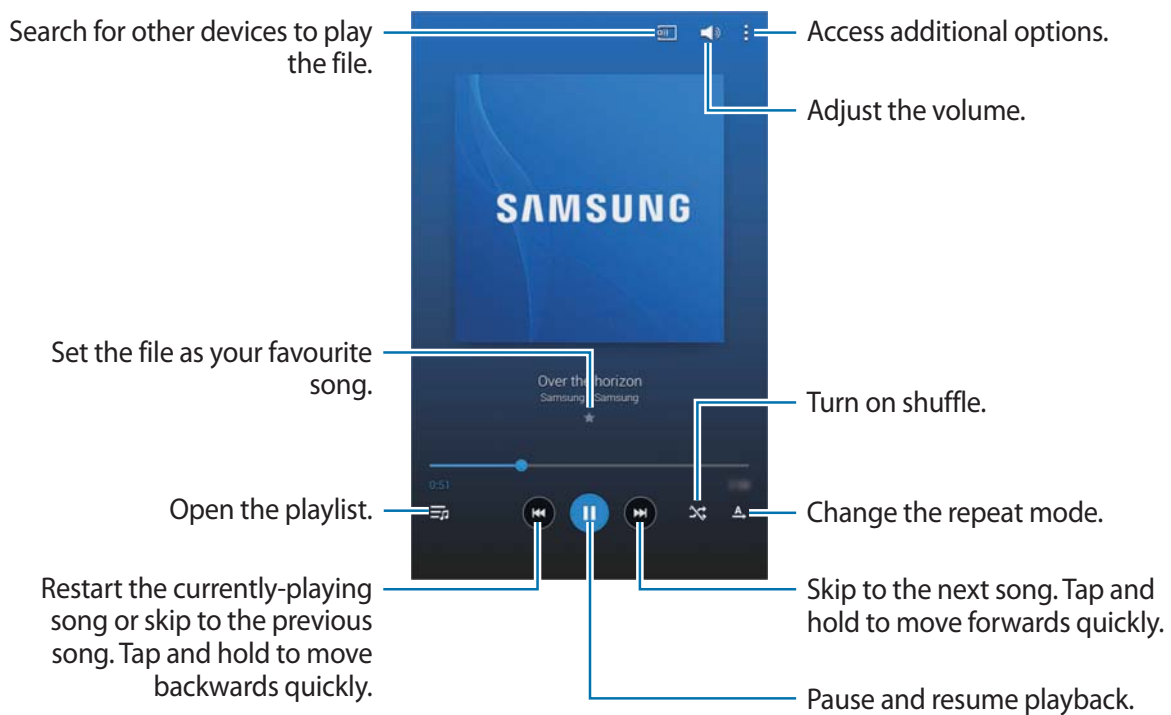 Search for other devices to play
the file.
Access additional options.
Adjust the volume.
SAMSUNG
Set the file as your favourite
song.
Over the horizon
Samsung Samsung
Turn on shuffle.
0:51
Open the playlist.
A
Change the repeat mode.
Restart the currently-playing
song or skip to the previous
song. Tap and hold to move
backwards quickly.
Skip to the next song. Tap and
hold to move forwards quickly.
Pause and resume playback.